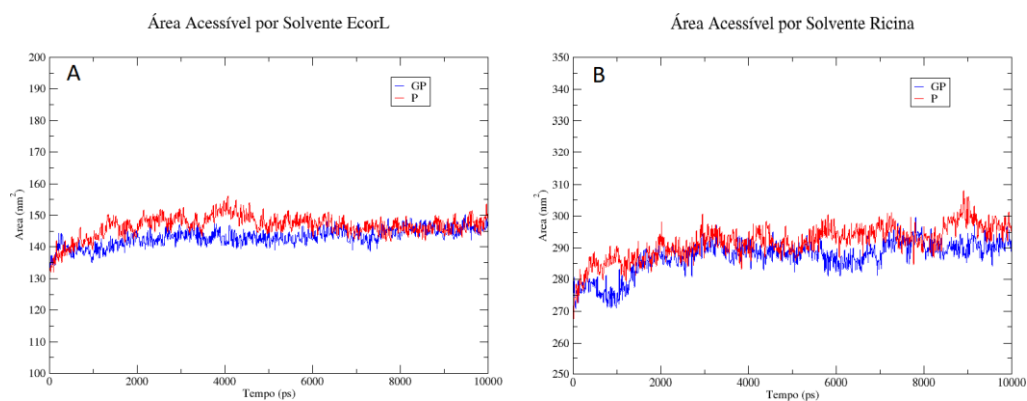 Área Acessível por Solvente EcorL
A
GP
P
200
190
180
170
160
150
140
130
120
110
100
Area (nm²)
0
2000
4000
6000
8000
10000
Tempo (ps)
Área Acessível por Solvente Ricina
B
GP
P
350
340
330
320
310
300
290
280
270
260
250
Area (nm²)
0
2000
4000
6000
8000
10000
Tempo (ps)